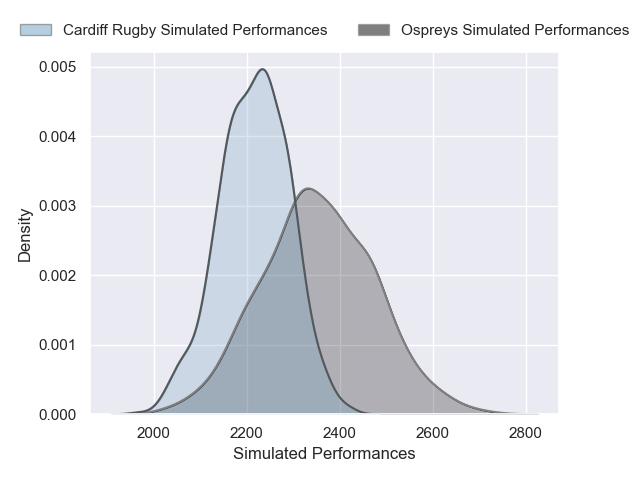 Cardiff Rugby Simulated Performances Ospreys Simulated Performances
0.005
0.004
0.003
0.002
0.001
0.000
Density
2000 2200 2400 2600 2800
Simulated Performances